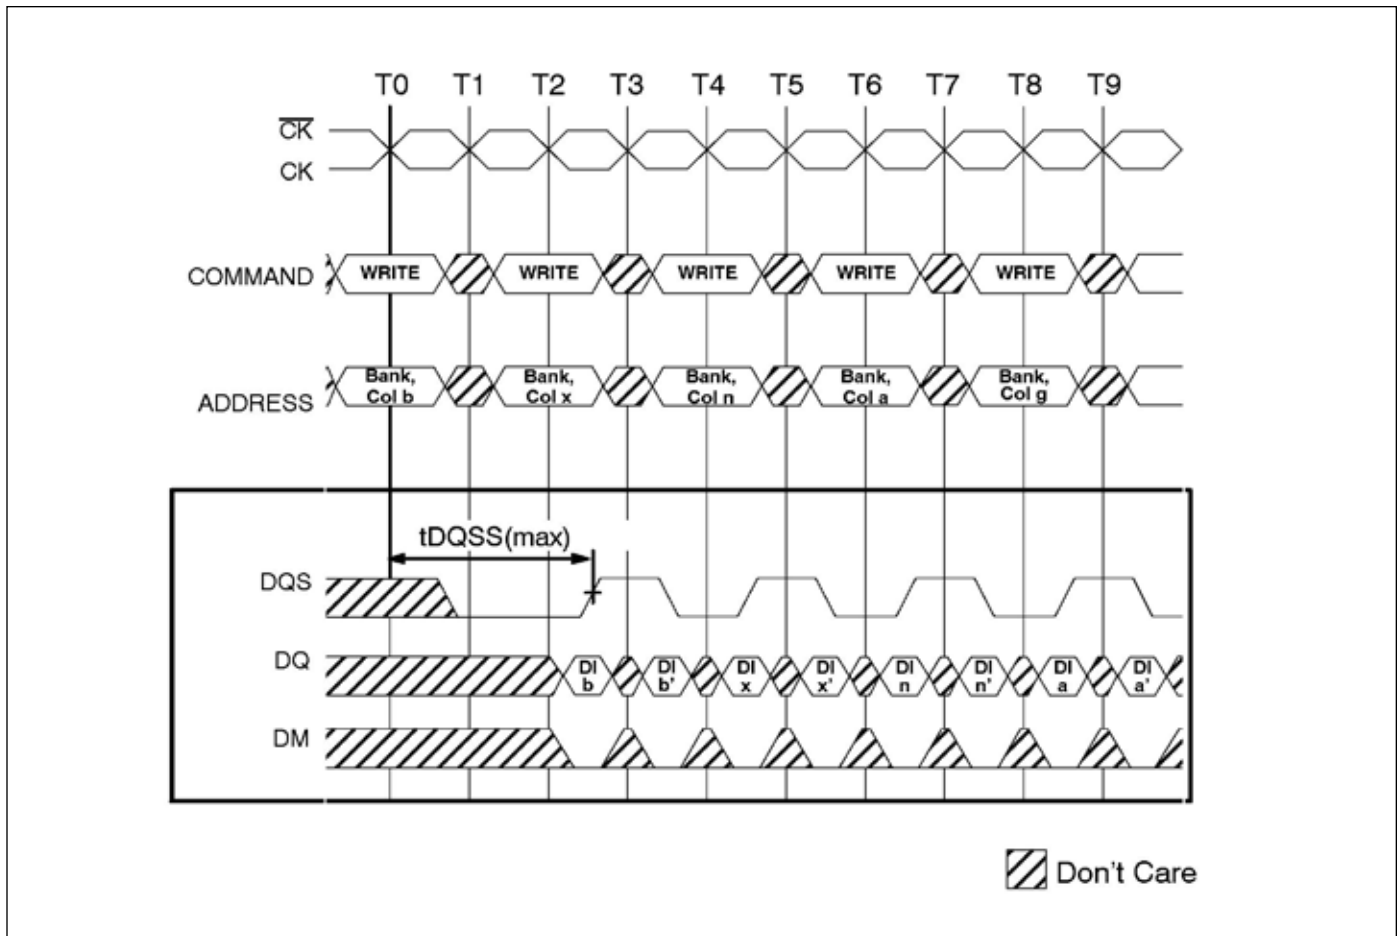 T0 T1 T2 T3 T4 T5 T6 T7 T8 T9
CK
CK
COMMAND WRITE WRITE WRITE WRITE WRITE
ADDRESS Bank, Col b Bank, Col x Bank, Col n Bank, Col a Bank, Col g
tDQSS(max)
DQS
DQ DI b DI b' DI x DI x' DI n DI n' DI a DI a'
DM
Don't Care